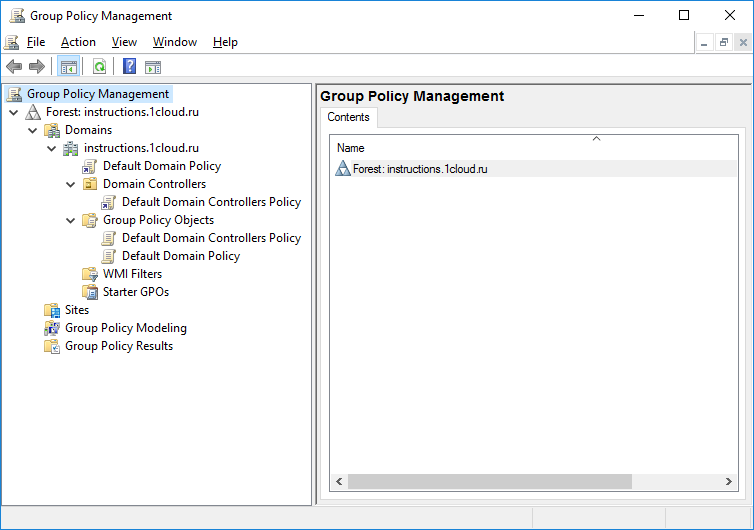 Group Policy Management
File Action View Window Help
Group Policy Management
Forest: instructions.1cloud.ru
Domains
instructions.1cloud.ru
Default Domain Policy
Domain Controllers
Default Domain Controllers Policy
Group Policy Objects
Default Domain Controllers Policy
Default Domain Policy
WMI Filters
Starter GPOs
Sites
Group Policy Modeling
Group Policy Results
Group Policy Management
Contents
Name
Forest: instructions.1cloud.ru